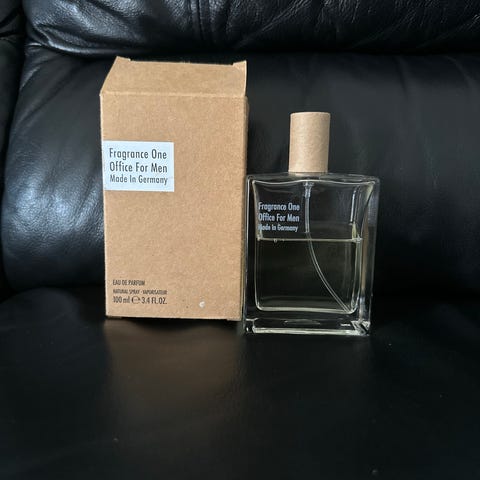 Fragrance One
Office For Men
Made In Germany
EAU DE PARFUM
NATURAL SPRAY · VAPORISATEUR
100 ml ℮ 3.4 FL.OZ.
Fragrance One
Office For Men
Made In Germany